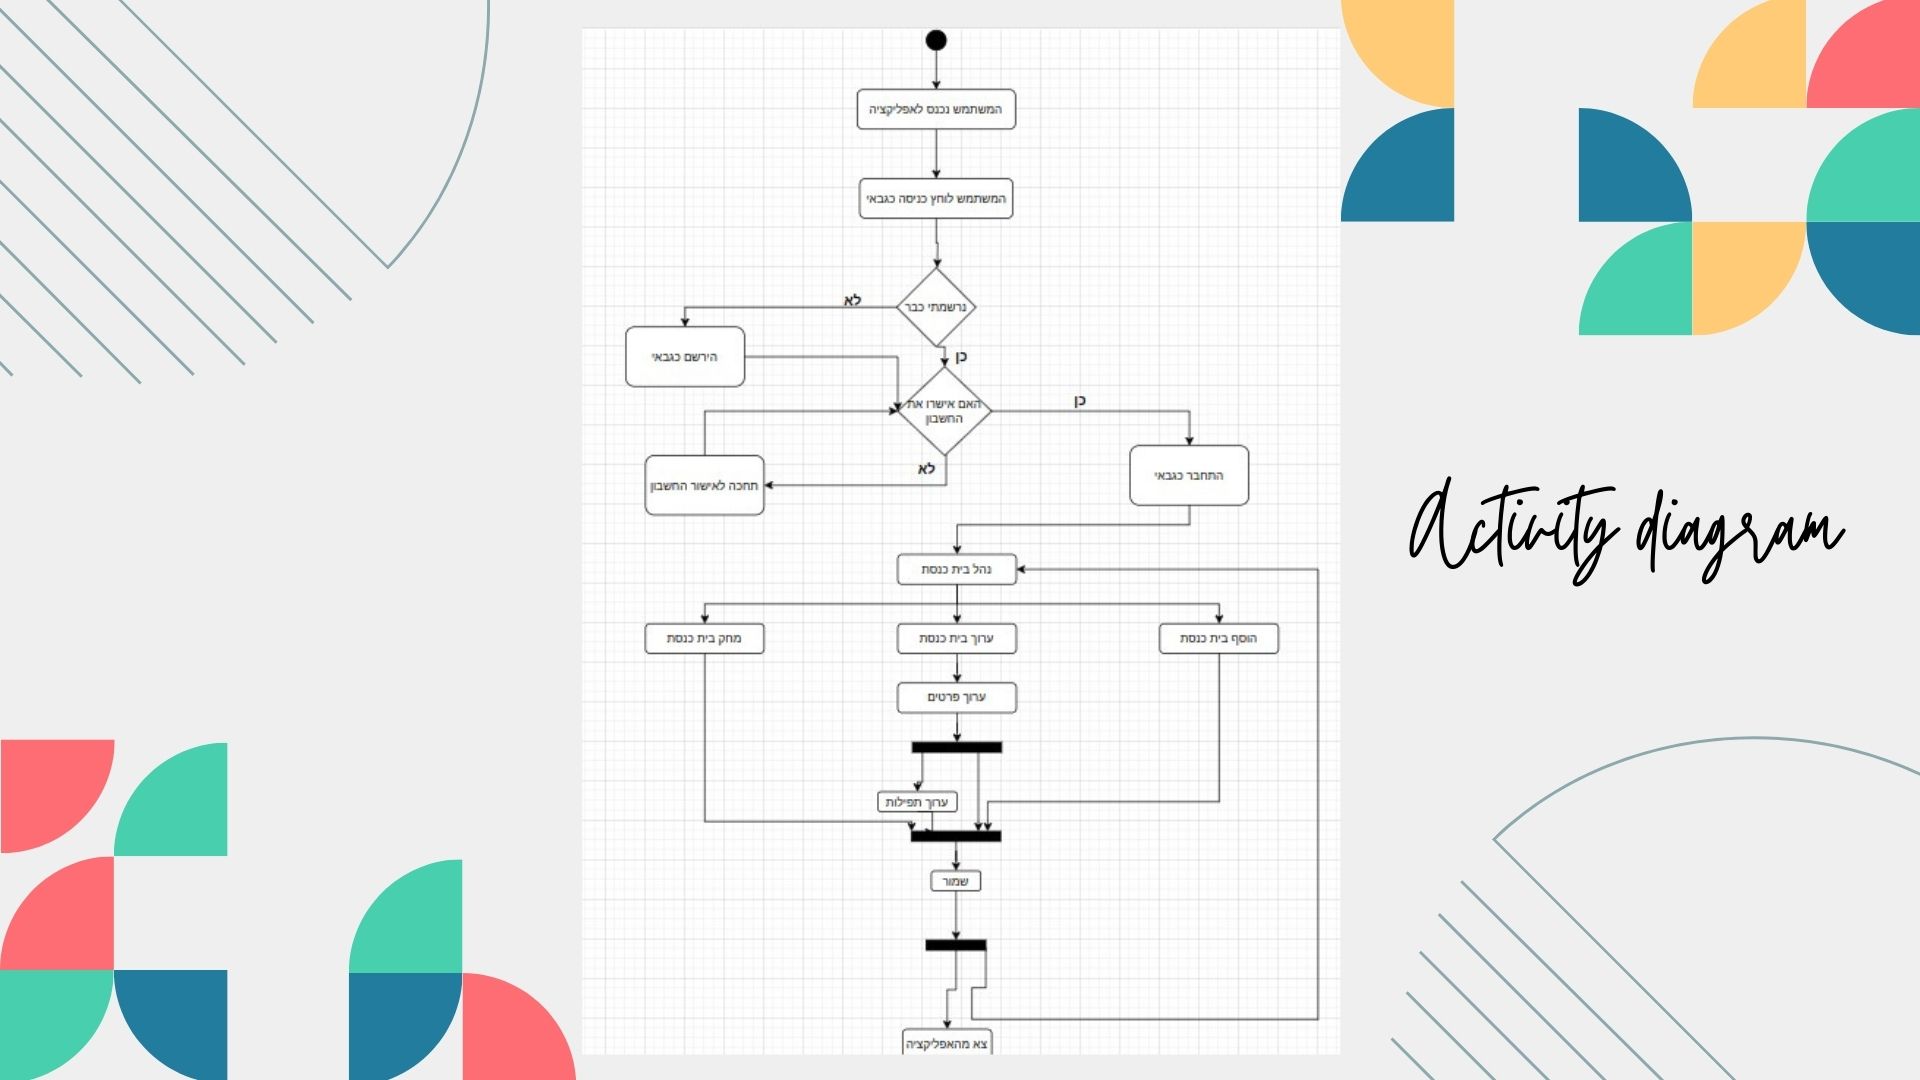 המשתמש נכנס לאפליקציה
המשתמש לוחץ כניסה כגבאי
נרשמתי כבר
לא
הירשם כגבאי
כן
האם אישרו את
החשבון
כן
התחבר כגבאי
לא
תחכה לאישור החשבון
נהל בית כנסת
הוסף בית כנסת
ערוך בית כנסת
מחק בית כנסת
ערוך פרטים
ערוך תפילות
שמור
צא מהאפליקציה
Activity diagram